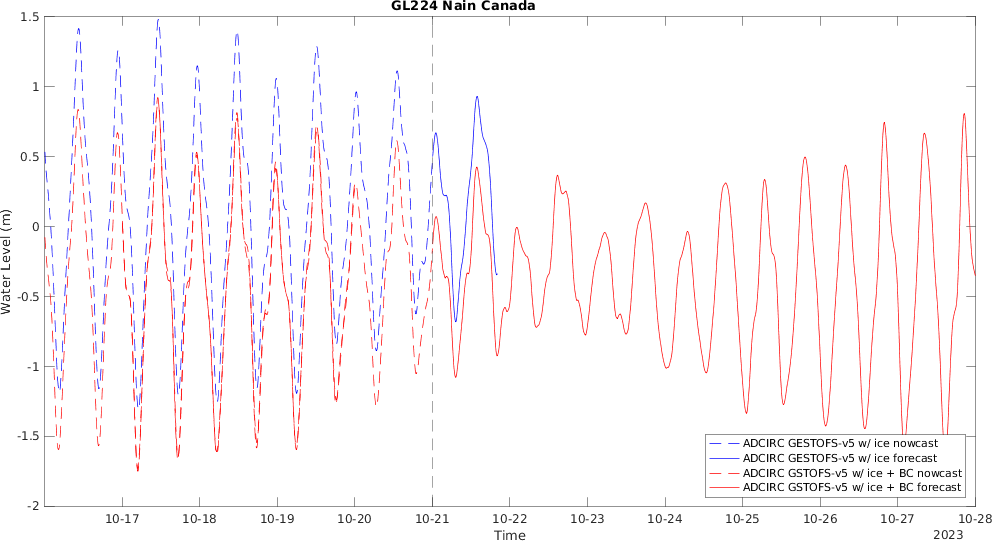 GL224 Nain Canada
1.5
1
0.5
0
-0.5
-1
-1.5
-2
Water Level (m)
ADCIRC GESTOFS-v5 w/ ice nowcast
ADCIRC GESTOFS-v5 w/ ice forecast
ADCIRC GSTOFS-v5 w/ ice + BC nowcast
ADCIRC GSTOFS-v5 w/ ice + BC forecast
10-17 10-18 10-19 10-20 10-21 10-22 10-23 10-24 10-25 10-26 10-27 10-28
Time
2023